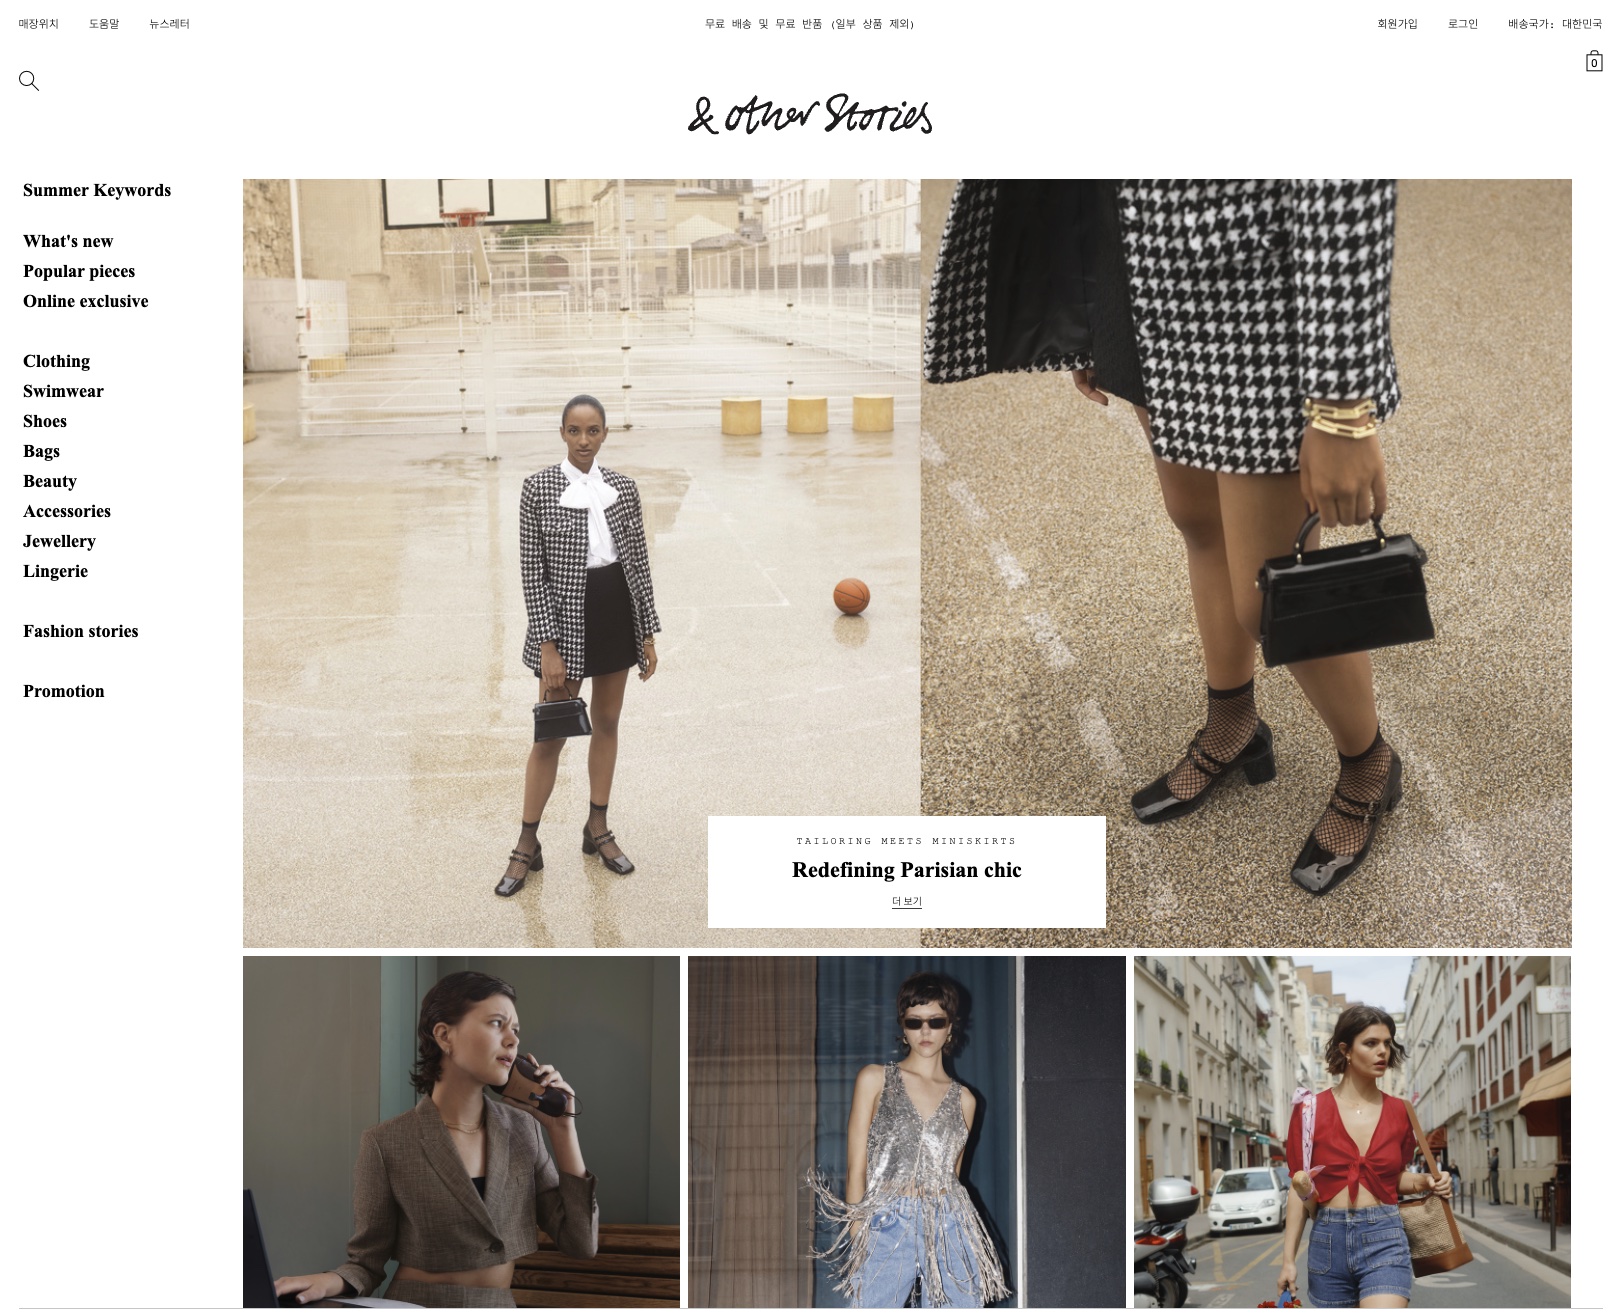 매장위치 도움말 뉴스레터 무료 배송 및 무료 반품 (일부 상품 제외) 회원가입 로그인 배송국가: 대한민국
0
& other Stories
Summer Keywords
What's new
Popular pieces
Online exclusive
Clothing
Swimwear
Shoes
Bags
Beauty
Accessories
Jewellery
Lingerie
Fashion stories
Promotion
TAILORING MEETS MINISKIRTS
Redefining Parisian chic
더 보기